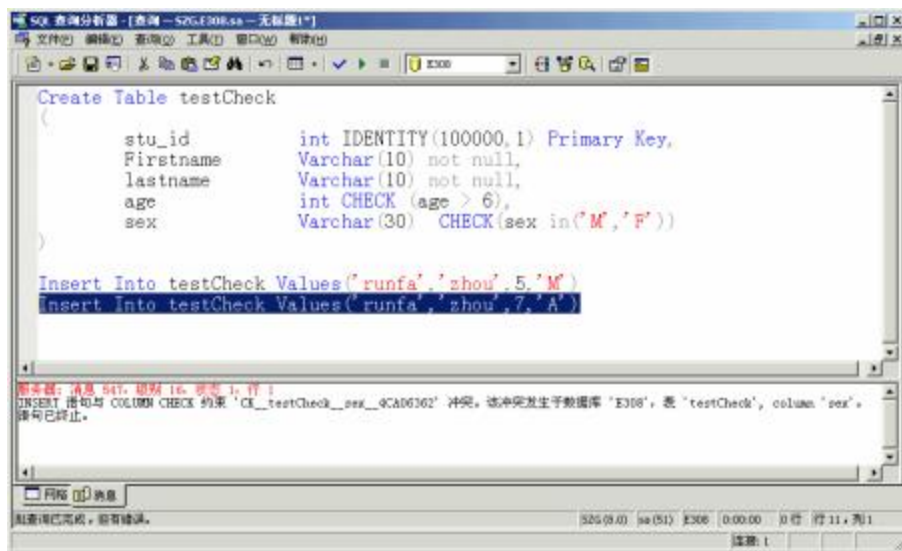 SQL 查询分析器 - [查询 — SZG.E308.sa — 无标题1*]
文件(F) 编辑(E) 查询(Q) 工具(T) 窗口(W) 帮助(H)
E308
Create Table testCheck
(
stu_id int IDENTITY(100000,1) Primary Key,
Firstname Varchar(10) not null,
lastname Varchar(10) not null,
age int CHECK (age > 6),
sex Varchar(30) CHECK(sex in('M','F'))
)
Insert Into testCheck Values('runfa','zhou',5,'M')
Insert Into testCheck Values('runfa','zhou',7,'A')
服务器: 消息 547，级别 16，状态 1，行 1
INSERT 语句与 COLUMN CHECK 约束 'CK__testCheck__sex__4CA06362' 冲突。该冲突发生于数据库 'E308'，表 'testCheck', column 'sex'。
语句已终止。
网格 消息
批查询已完成，但有错误。 SZG (8.0) sa (51) E308 0:00:00 0 行 行 11，列 1
连接: 1